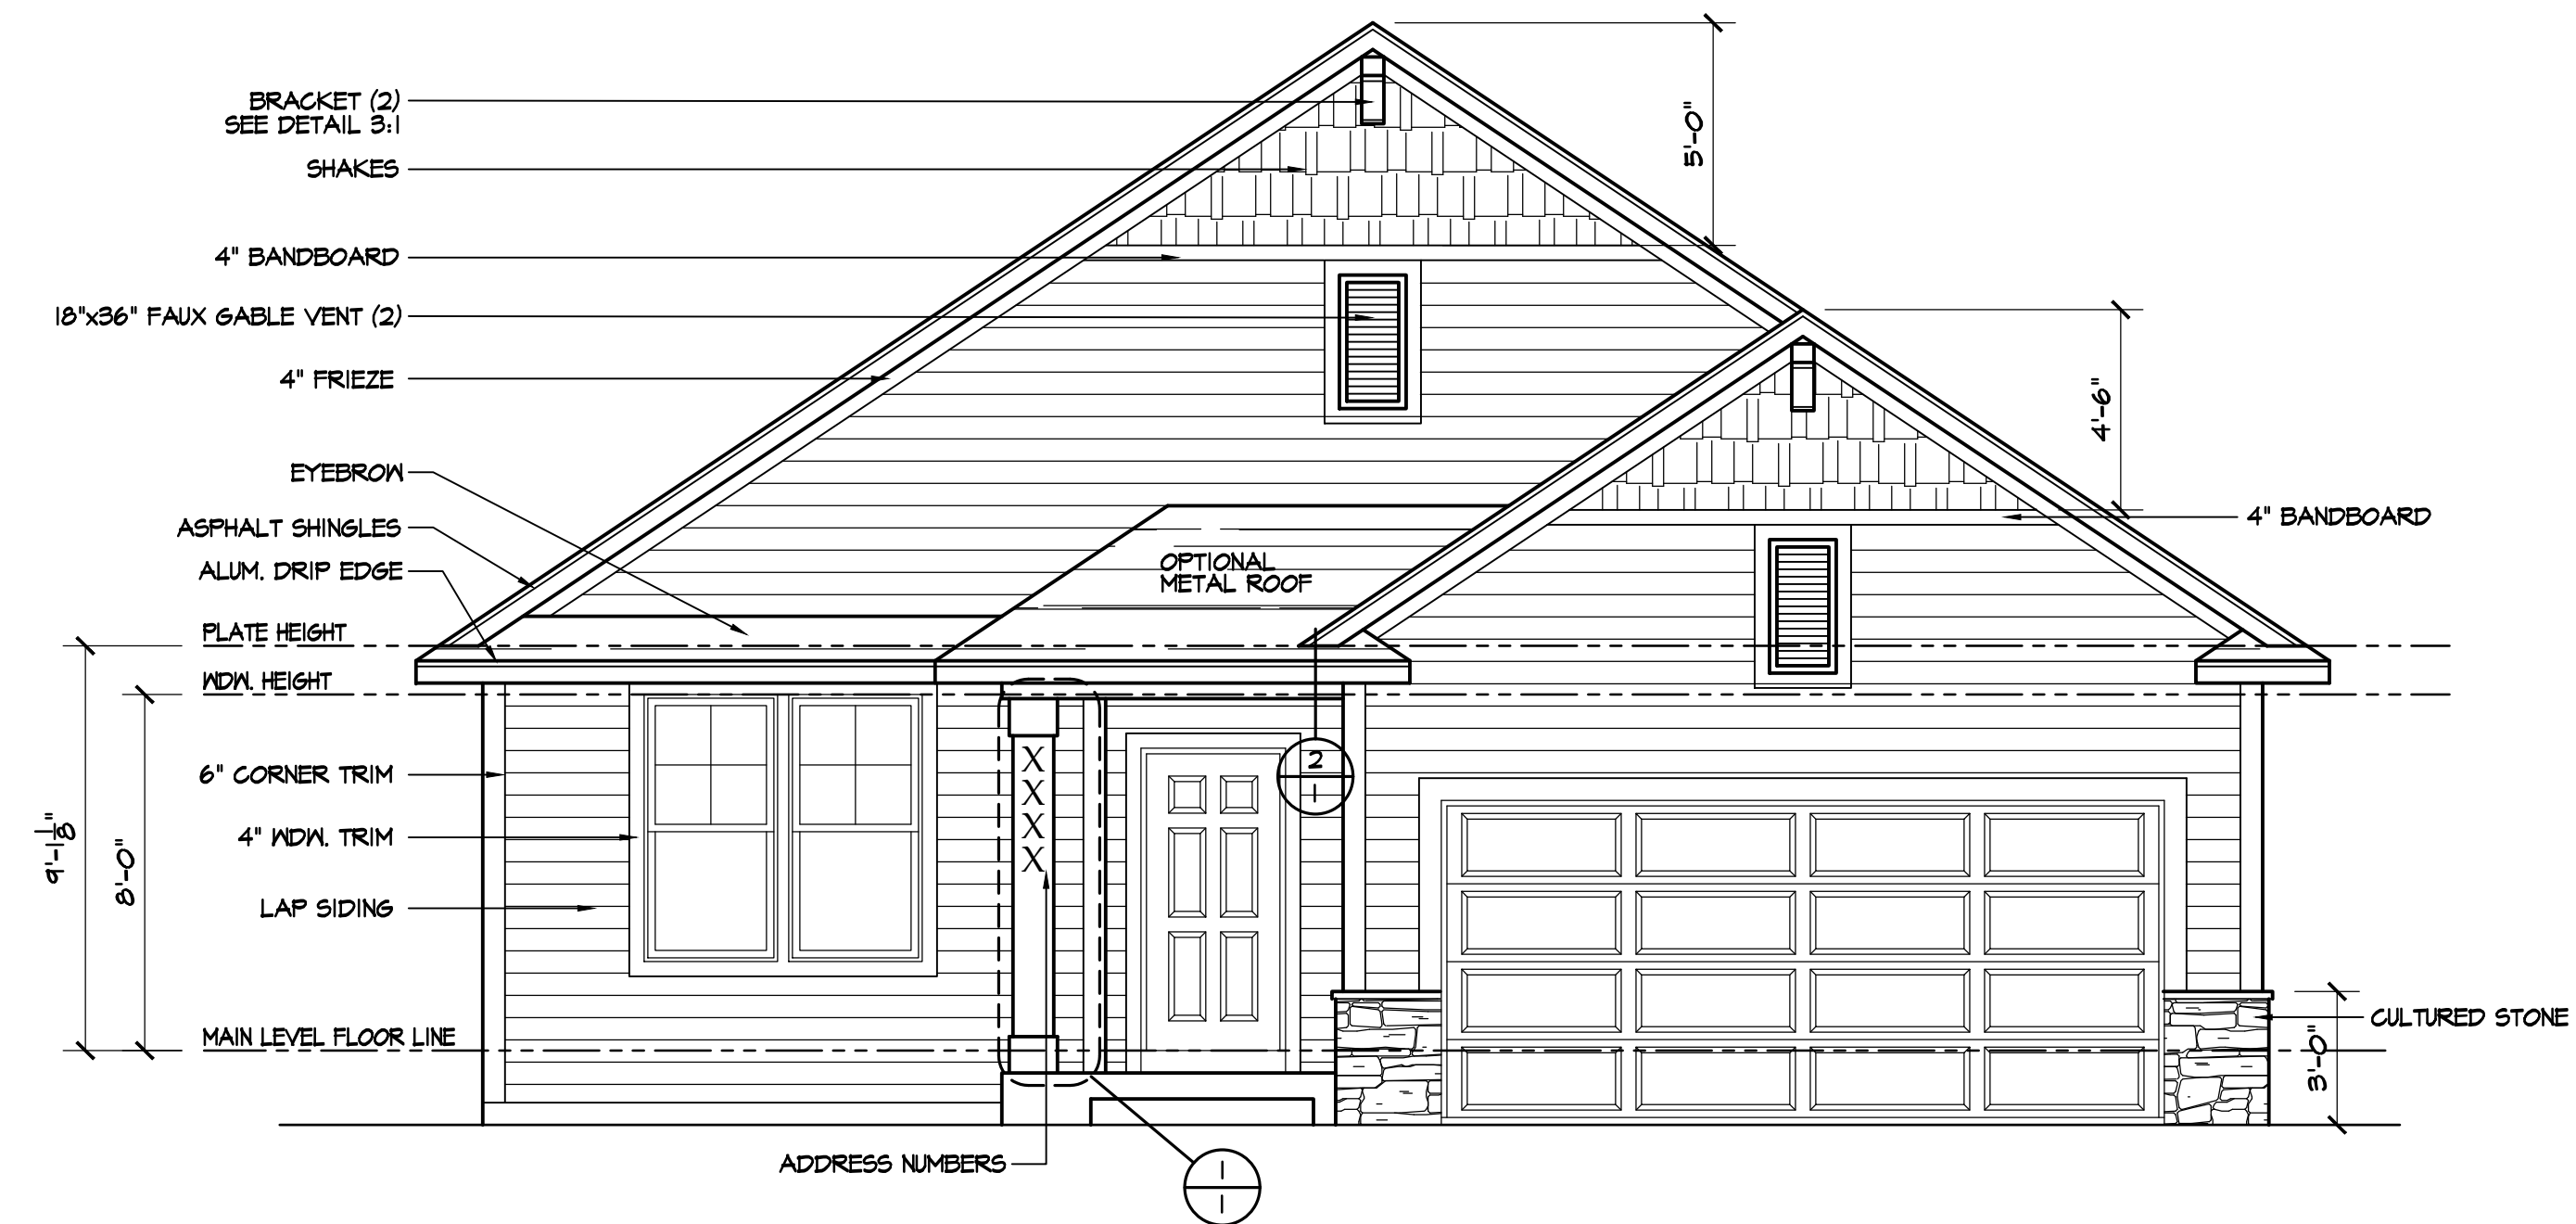 BRACKET (2)
SEE DETAIL 3:1
SHAKES
4" BANDBOARD
18"x36" FAUX GABLE VENT (2)
4" FRIEZE
EYEBROW
ASPHALT SHINGLES
ALUM. DRIP EDGE
PLATE HEIGHT
WDW. HEIGHT
6" CORNER TRIM
4" WDW. TRIM
LAP SIDING
MAIN LEVEL FLOOR LINE
9'-1 1/8"
8'-0"
ADDRESS NUMBERS
X
X
X
X
OPTIONAL
METAL ROOF
2
1
1
1
5'-0"
4'-6"
4" BANDBOARD
CULTURED STONE
3'-0"